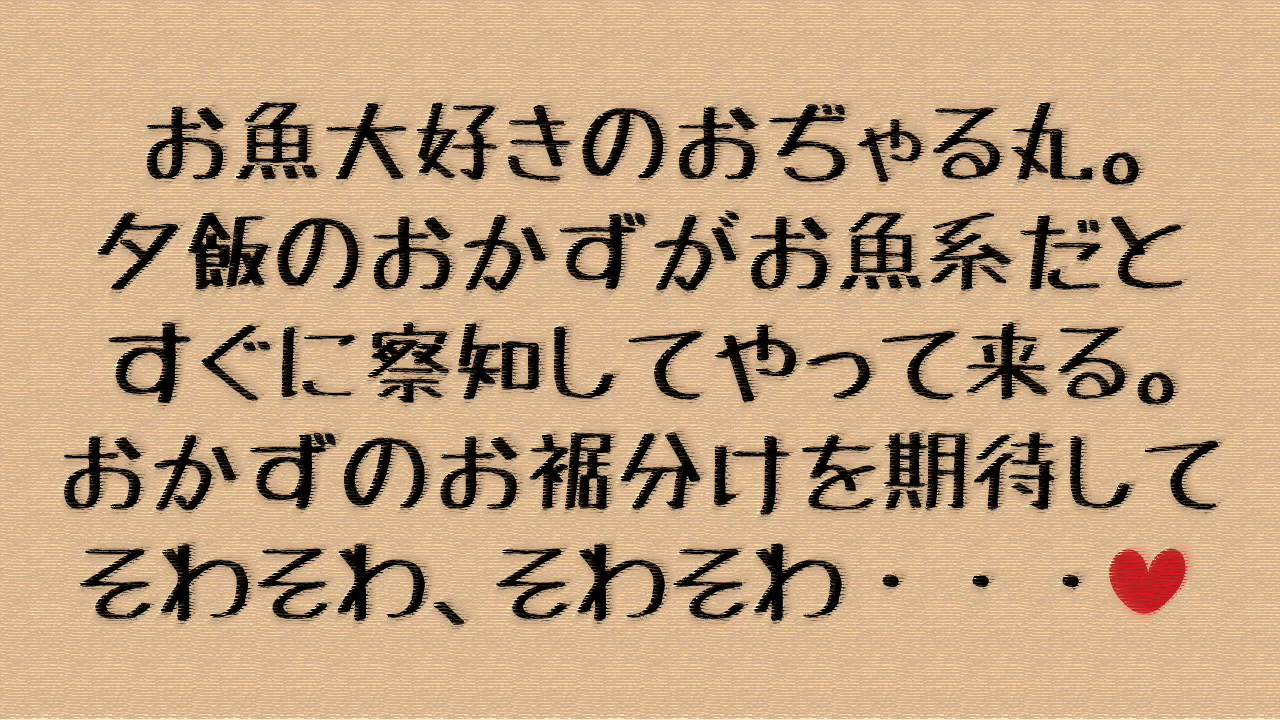 お魚大好きのおぢゃる丸。
夕飯のおかずがお魚系だと
すぐに察知してやって来る。
おかずのお裾分けを期待して
そわそわ、そわそわ・・・♥